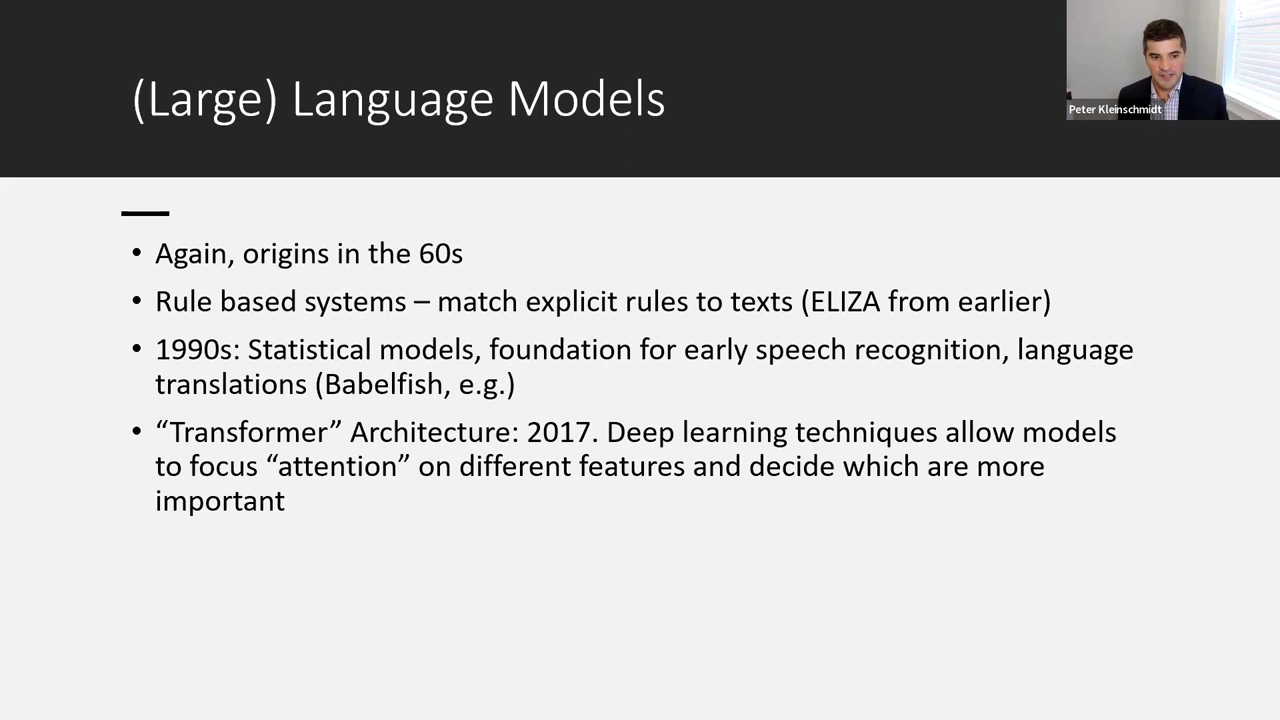 (Large) Language Models
Peter Kleinschmidt
• Again, origins in the 60s
• Rule based systems – match explicit rules to texts (ELIZA from earlier)
• 1990s: Statistical models, foundation for early speech recognition, language
translations (Babelfish, e.g.)
• “Transformer” Architecture: 2017. Deep learning techniques allow models
to focus “attention” on different features and decide which are more
important